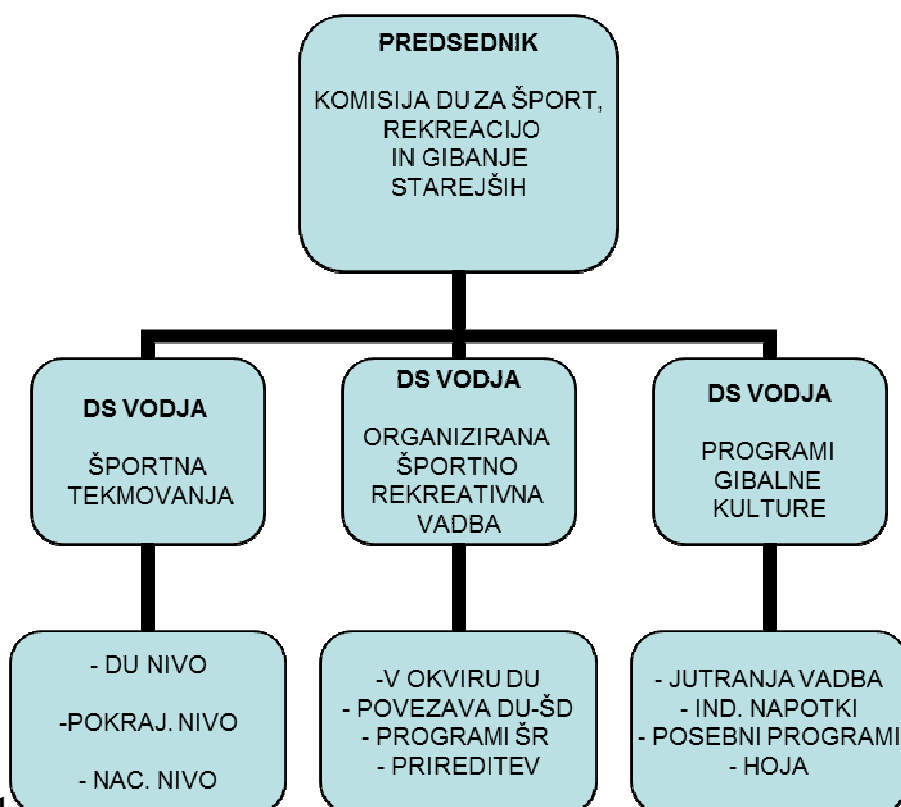 PREDSEDNIK
KOMISIJA DU ZA ŠPORT,
REKREACIJO
IN GIBANJE
STAREJŠIH
DS VODJA
ŠPORTNA
TEKMOVANJA
DS VODJA
ORGANIZIRANA
ŠPORTNO
REKREATIVNA
VADBA
DS VODJA
PROGRAMI
GIBALNE
KULTURE
- DU NIVO
-POKRAJ. NIVO
- NAC. NIVO
-V OKVIRU DU
- POVEZAVA DU-ŠD
- PROGRAMI ŠR
- PRIREDITEV
- JUTRANJA VADBA
- IND. NAPOTKI
- POSEBNI PROGRAMI
- HOJA